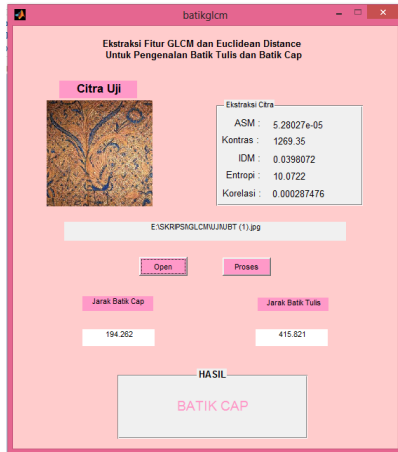 batikglcm
Ekstraksi Fitur GLCM dan Euclidean Distance
Untuk Pengenalan Batik Tulis dan Batik Cap
Citra Uji
Ekstraksi Citra
ASM : 5.28027e-05
Kontras : 1269.35
IDM : 0.0398072
Entropi : 10.0722
Korelasi : 0.000287476
E:\SKRIPSI\GLCM\UJI\UBT (1).jpg
Open Proses
Jarak Batik Cap Jarak Batik Tulis
194.262 415.821
HASIL
BATIK CAP